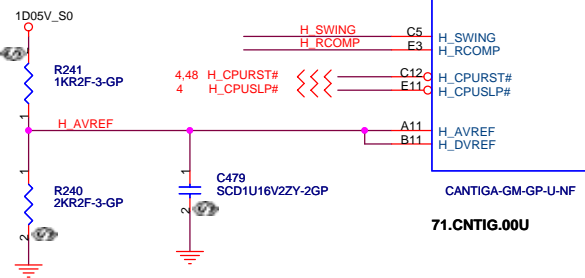 1D05V_S0
H_SWING C5 H_SWING
H_RCOMP E3 H_RCOMP
R241
1KR2F-3-GP
4,48 H_CPURST# C12 H_CPURST#
4 H_CPUSLP# E11 H_CPUSLP#
1
H_AVREF A11 H_AVREF
B11 H_DVREF
1 1
C479
SCD1U16V2ZY-2GP
R240
2KR2F-3-GP
CANTIGA-GM-GP-U-NF
2
2
71.CNTIG.00U